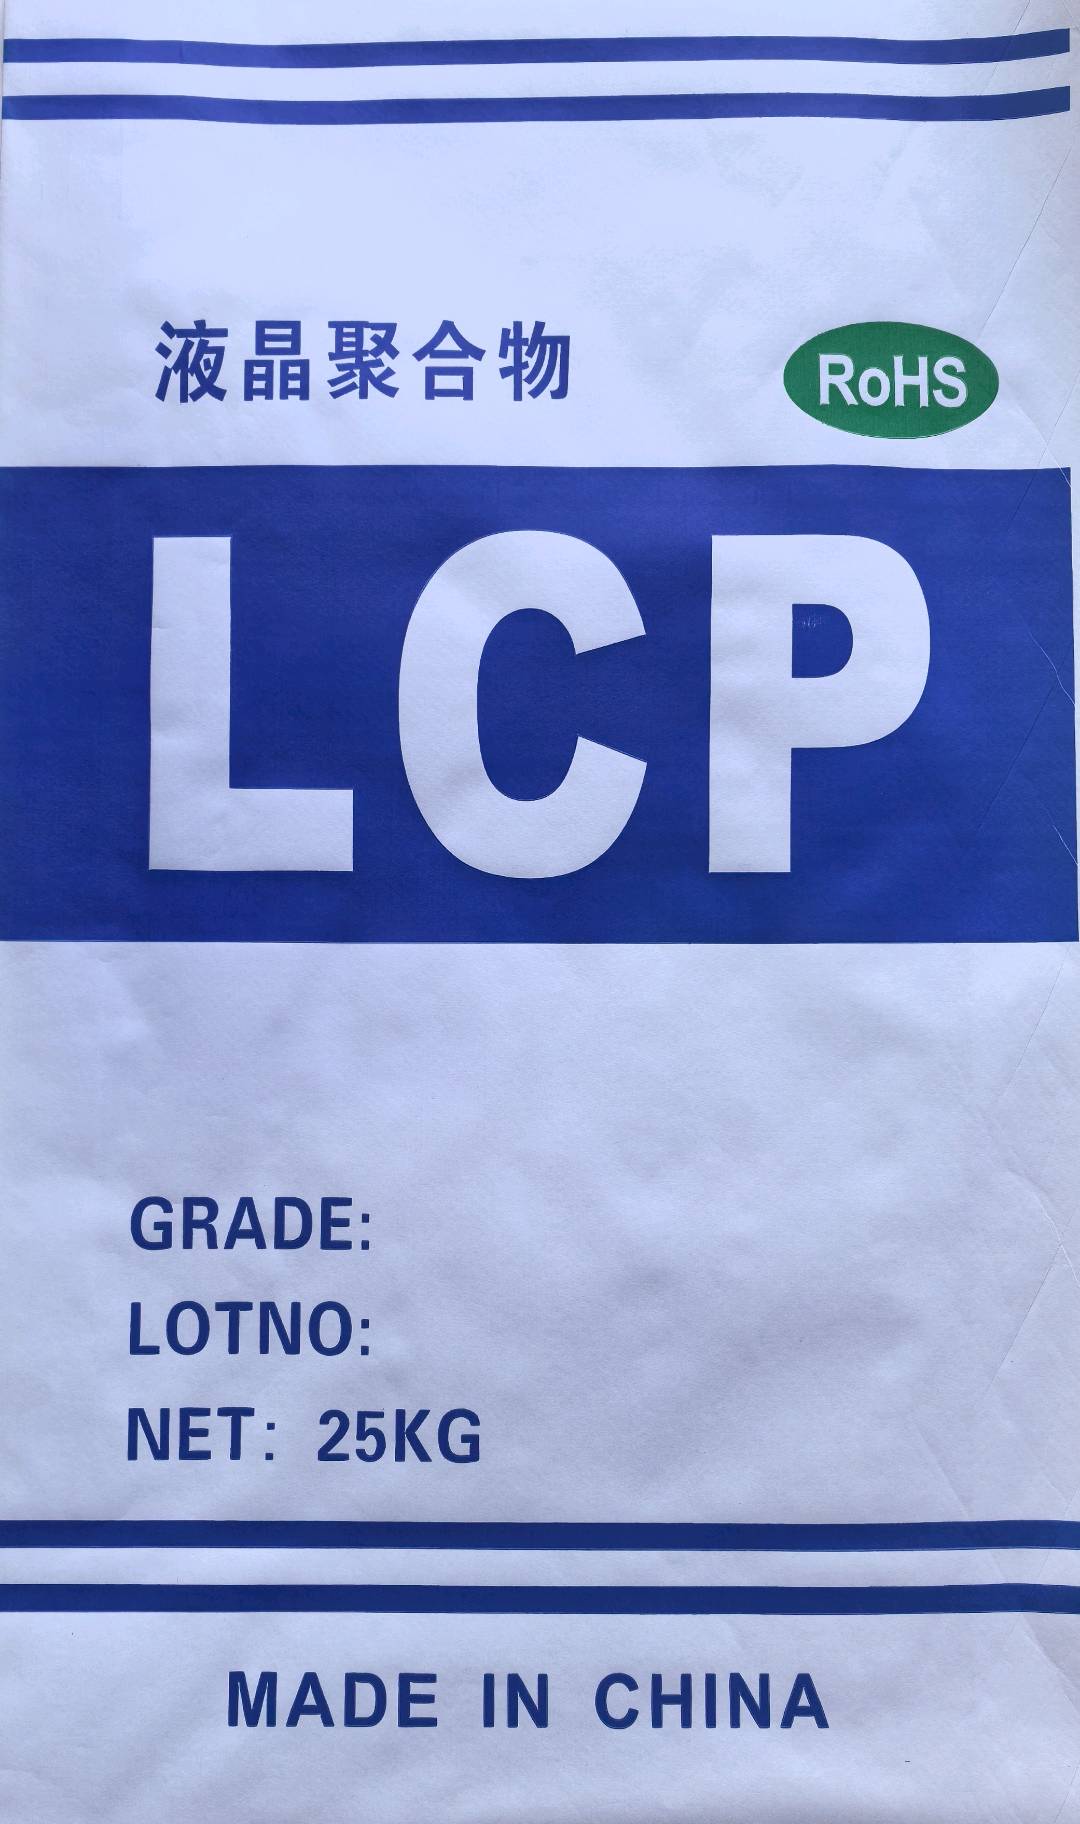 液晶聚合物
RoHS
LCP
GRADE:
LOTNO:
NET: 25KG
MADE IN CHINA